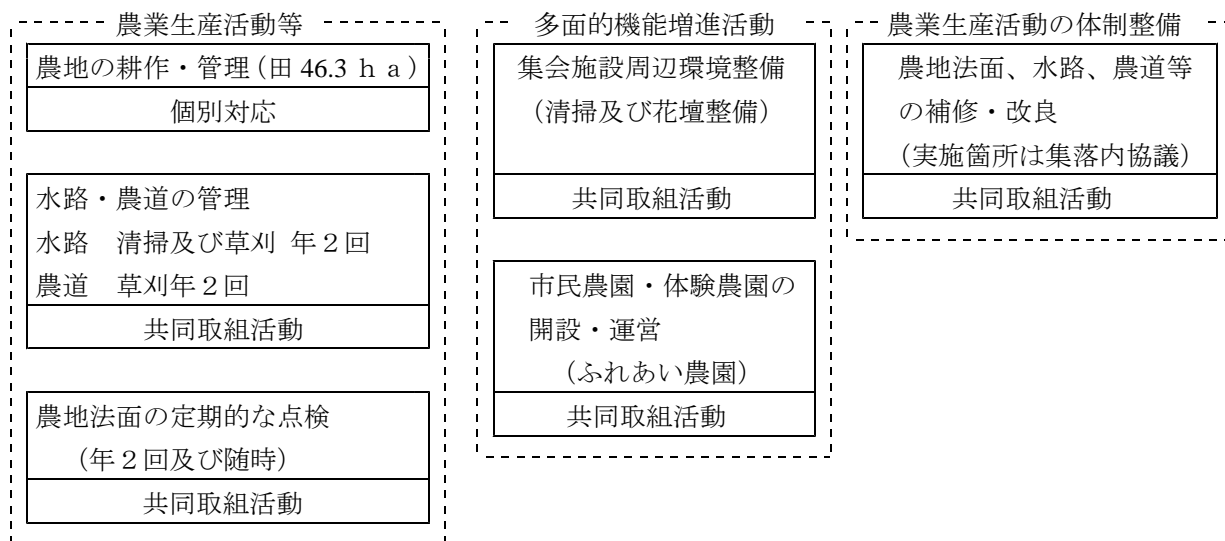 農業生産活動等
農地の耕作・管理(田46.3ha)
個別対応
水路・農道の管理
水路 清掃及び草刈 年2回
農道 草刈年2回
共同取組活動
農地法面の定期的な点検
(年2回及び随時)
共同取組活動
多面的機能増進活動
集会施設周辺環境整備
(清掃及び花壇整備)
共同取組活動
市民農園・体験農園の
開設・運営
(ふれあい農園)
共同取組活動
農業生産活動の体制整備
農地法面、水路、農道等
の補修・改良
(実施箇所は集落内協議)
共同取組活動